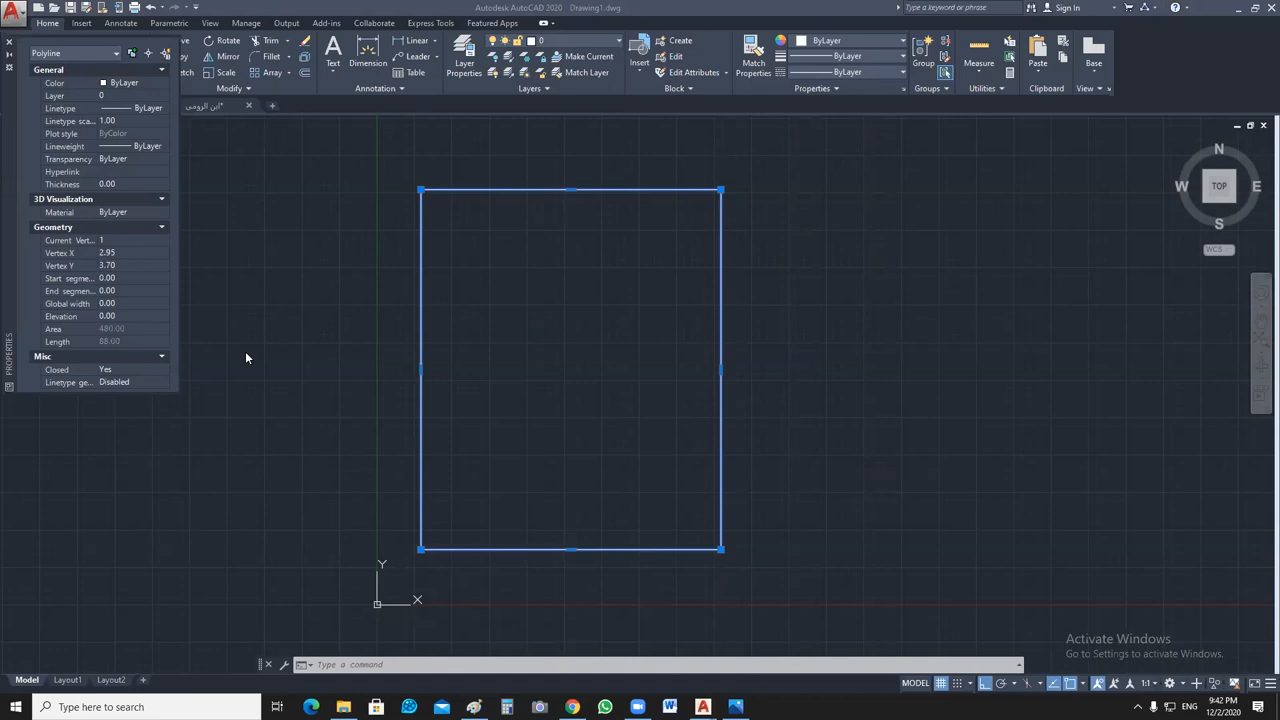 Autodesk AutoCAD 2020 Drawing1.dwg
Type a keyword or phrase
Sign In
Home Insert Annotate Parametric View Manage Output Add-ins Collaborate Express Tools Featured Apps
Rotate Trim
Mirror Fillet
Scale Array
Modify
Text
Dimension
Linear
Leader
Table
Annotation
Layer
Properties
0
Make Current
Match Layer
Layers
Insert
Create
Edit
Edit Attributes
Block
Match
Properties
ByLayer
ByLayer
ByLayer
Properties
Group
Groups
Measure
Utilities
Paste
Clipboard
Base
View
ابن الرومي*
Polyline
General
Color ByLayer
Layer 0
Linetype ByLayer
Linetype sca... 1.00
Plot style ByColor
Lineweight ByLayer
Transparency ByLayer
Hyperlink
Thickness 0.00
3D Visualization
Material ByLayer
Geometry
Current Vert... 1
Vertex X 2.95
Vertex Y 3.70
Start segme... 0.00
End segmen... 0.00
Global width 0.00
Elevation 0.00
Area 480.00
Length 88.00
Misc
Closed Yes
Linetype ge... Disabled
PROPERTIES
N
W TOP E
S
WCS
Y
X
Activate Windows
Go to Settings to activate Windows.
Type a command
Model Layout1 Layout2
MODEL
1:1
Type here to search
ENG
9:42 PM
12/2/2020